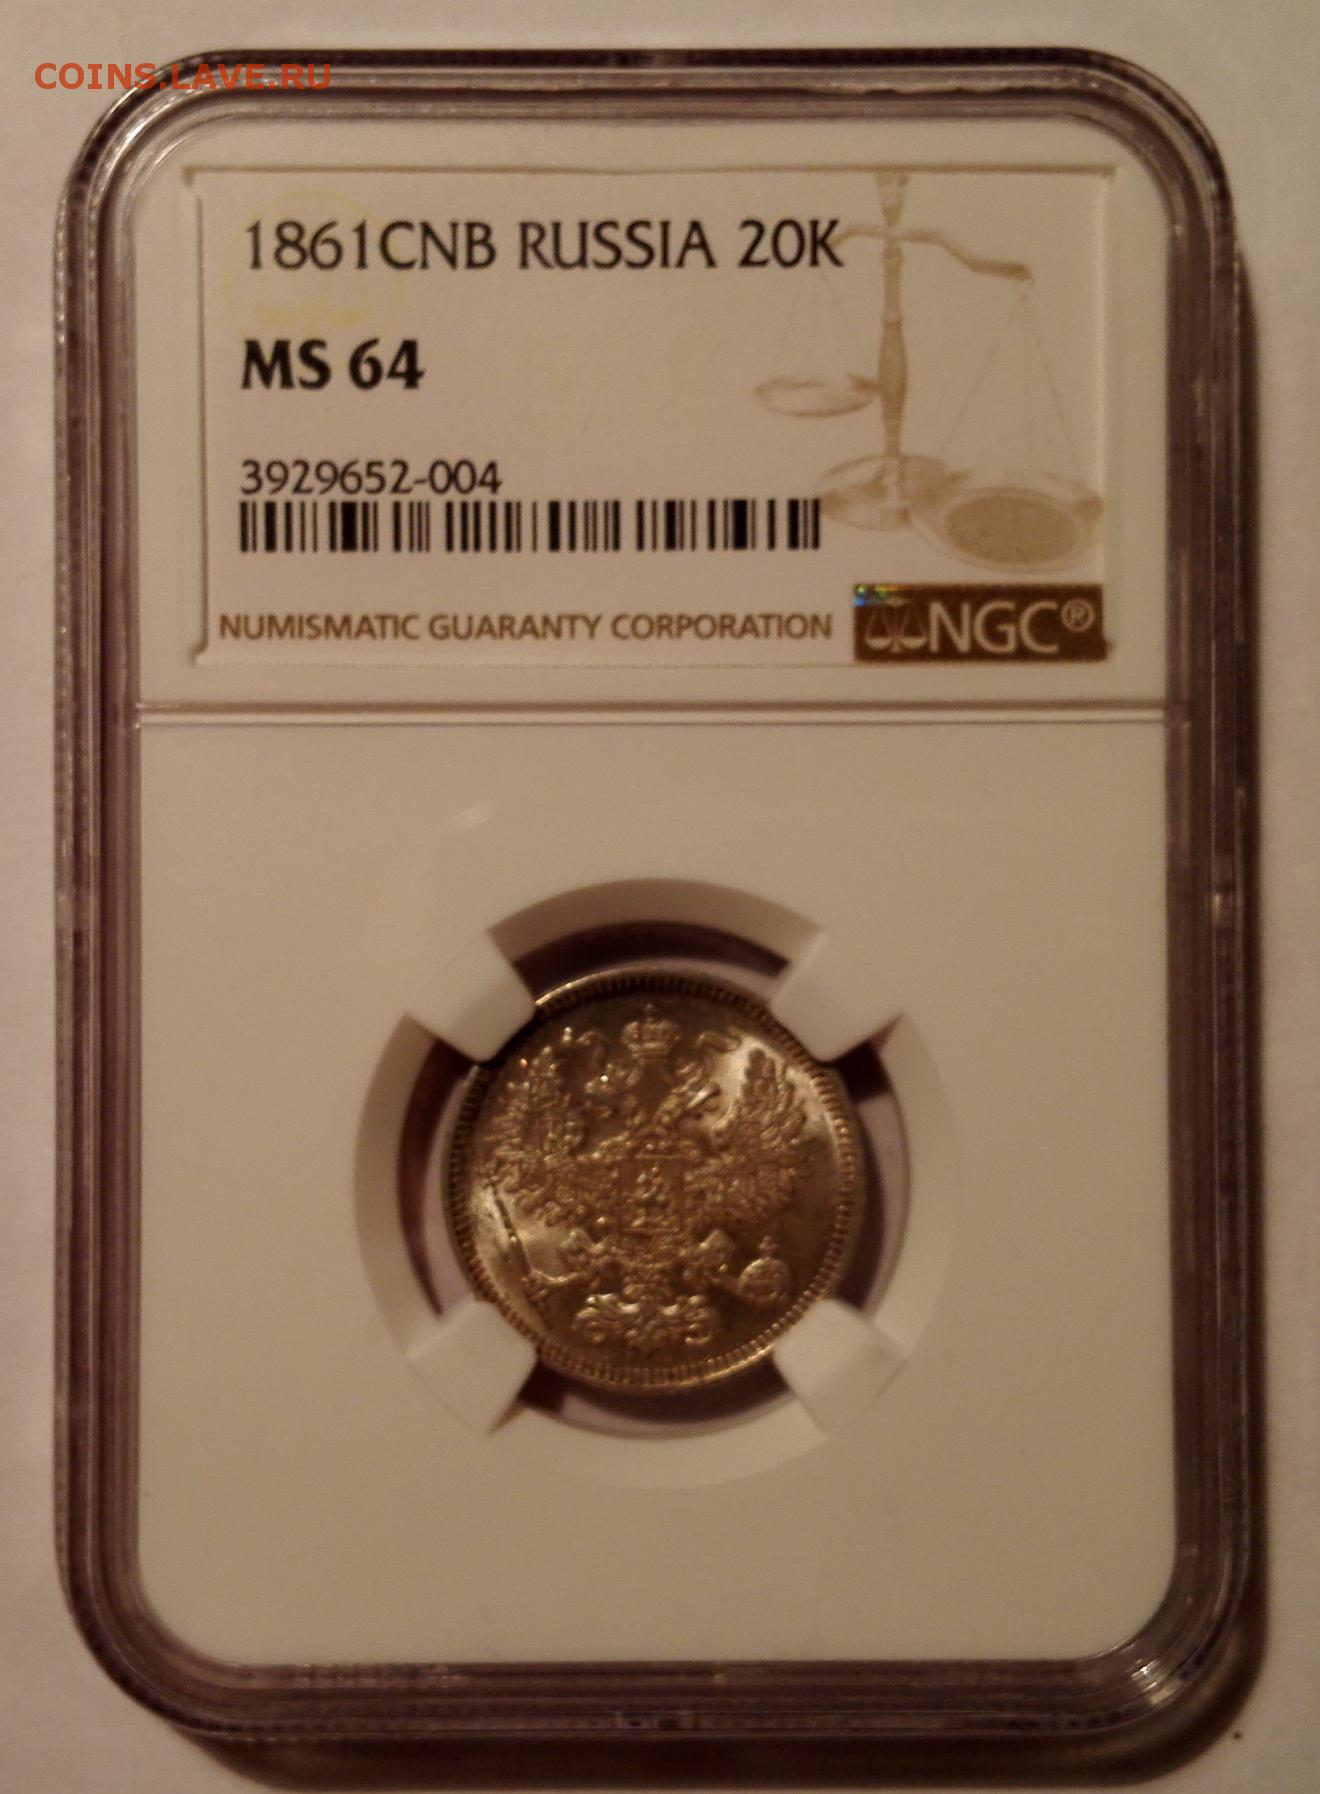 COINS.LAVE.RU
1861CNB RUSSIA 20K
MS 64
3929652-004
NUMISMATIC GUARANTY CORPORATION NGC®